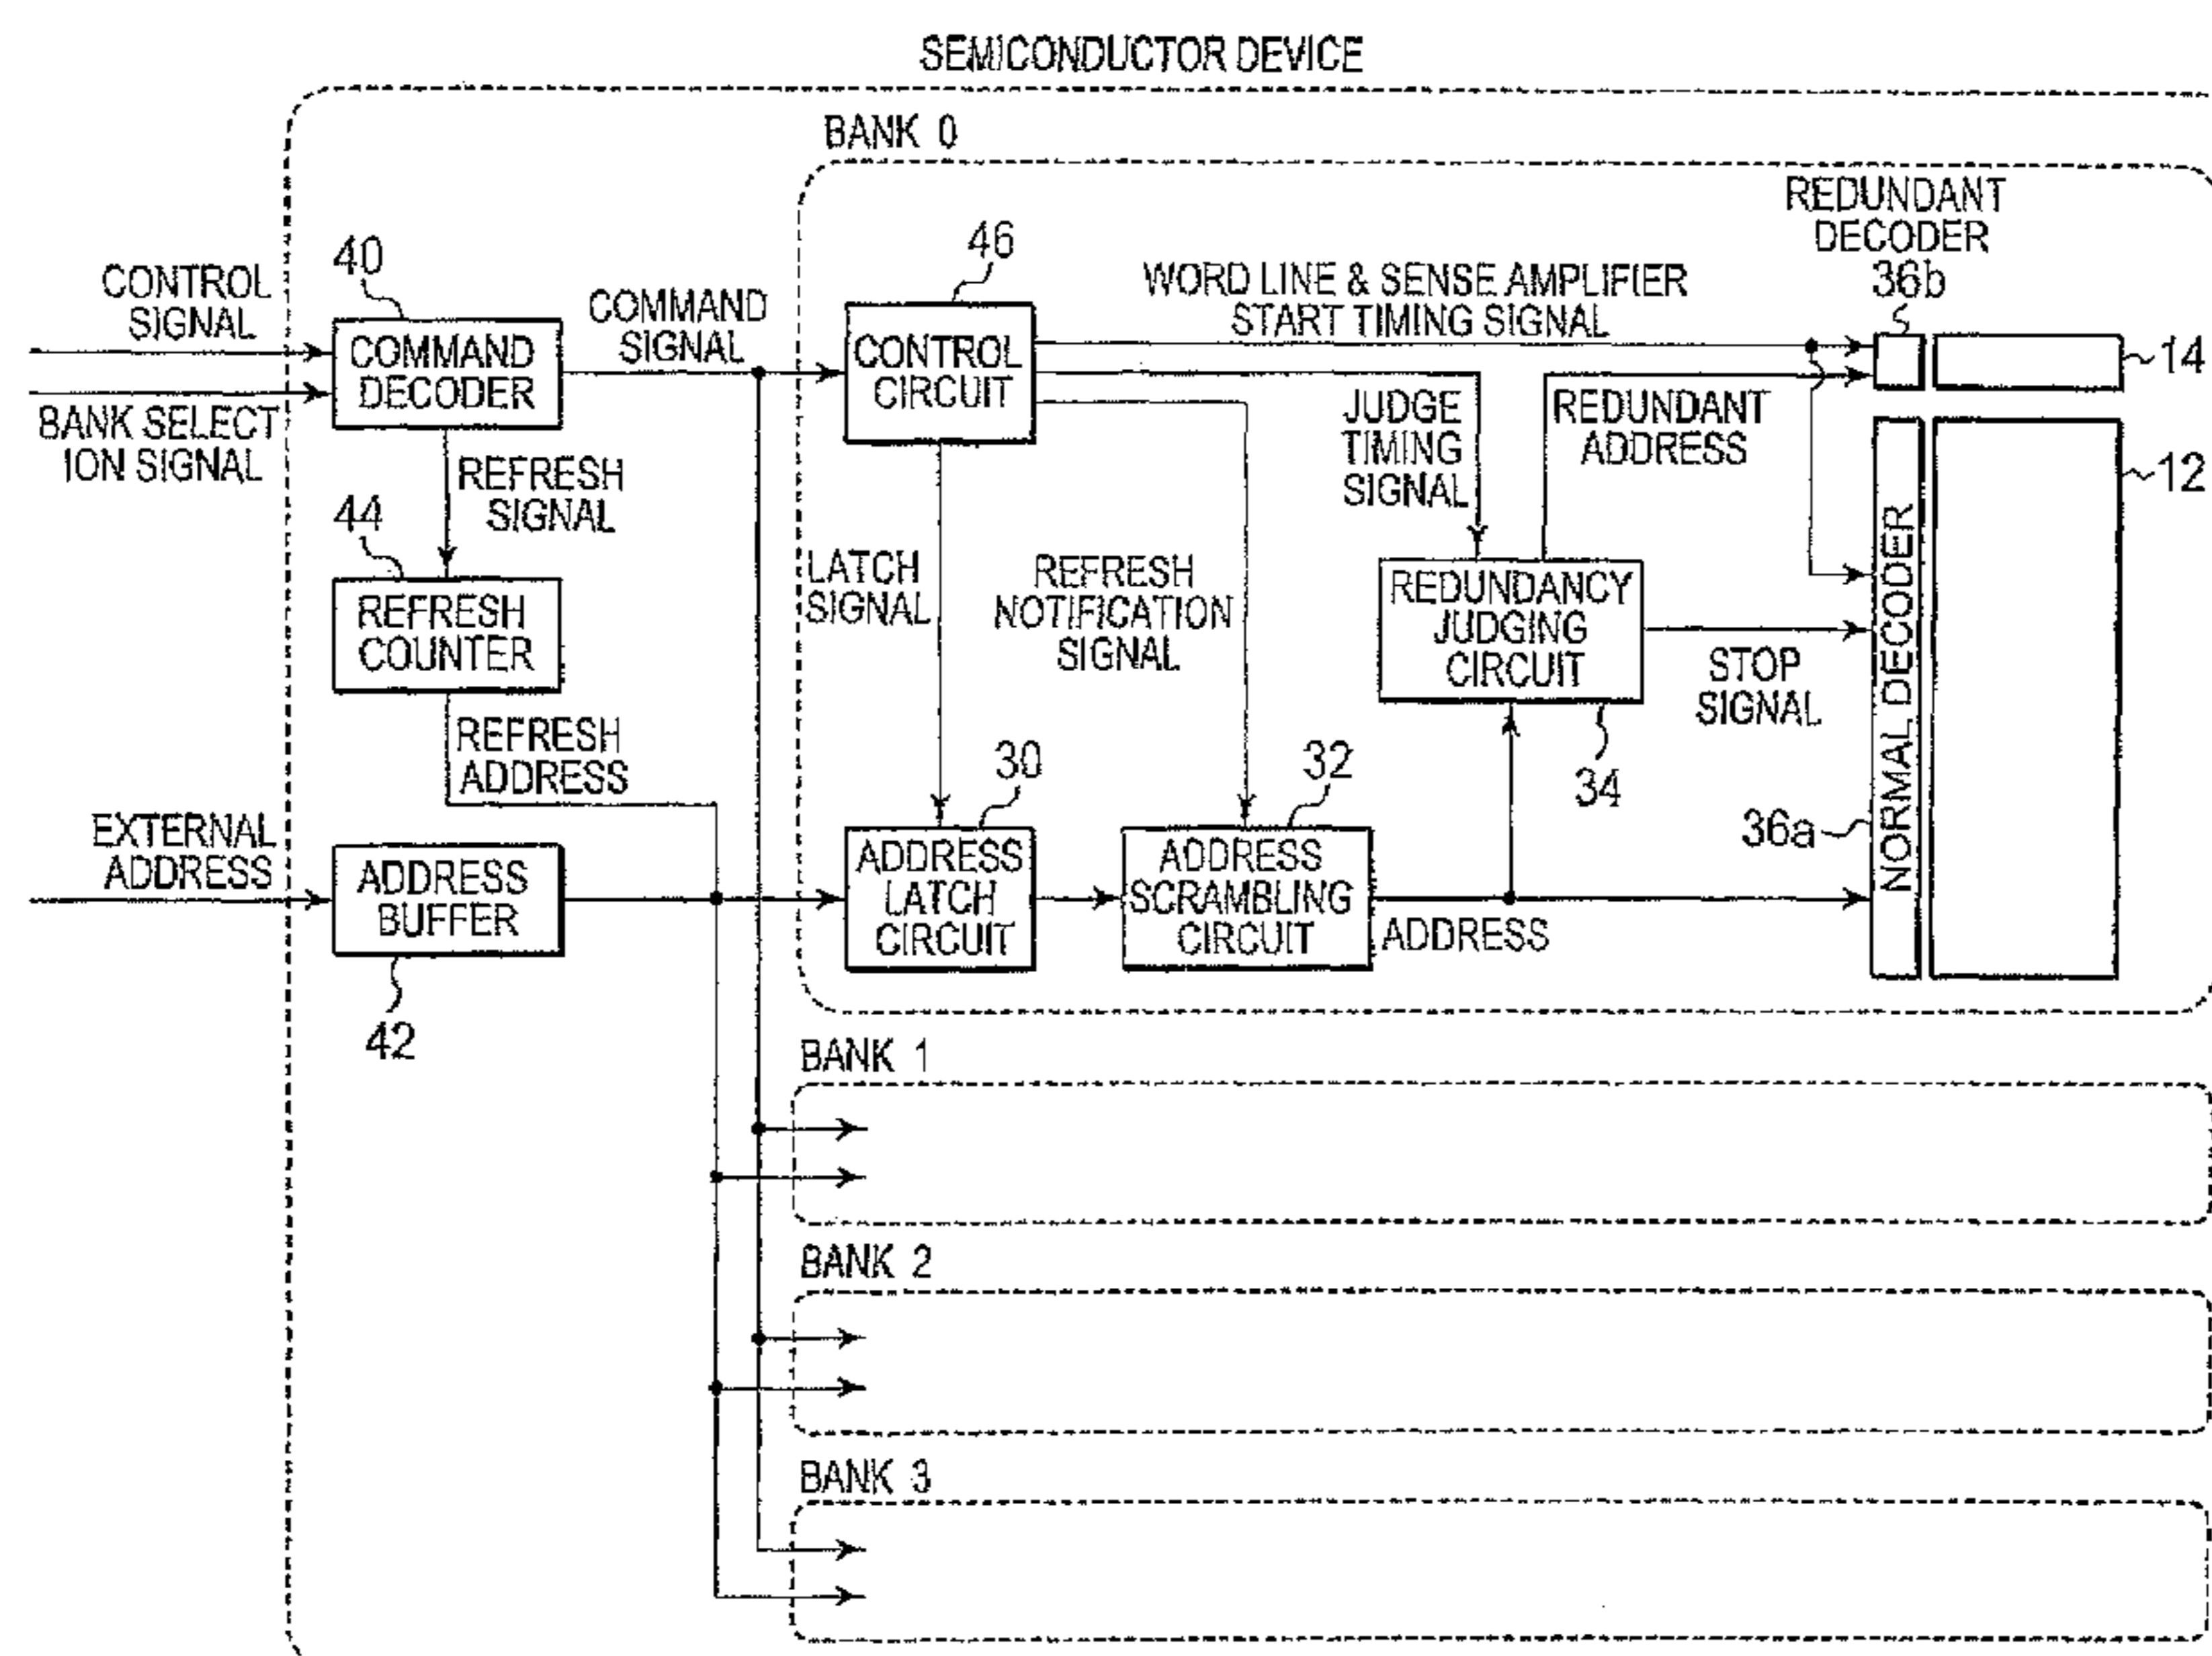 SEMICONDUCTOR DEVICE
BANK 0
REDUNDANT
DECODER
36b
40
46
CONTROL
SIGNAL
COMMAND
SIGNAL
WORD LINE & SENSE AMPLIFIER
START TIMING SIGNAL
COMMAND
DECODER
CONTROL
CIRCUIT
14
BANK SELECT
ION SIGNAL
JUDGE
TIMING
SIGNAL
REDUNDANT
ADDRESS
12
REFRESH
SIGNAL
44
LATCH
SIGNAL
REFRESH
NOTIFICATION
SIGNAL
REFRESH
COUNTER
REDUNDANCY
JUDGING
CIRCUIT
STOP
SIGNAL
NORMAL DECODER
REFRESH
ADDRESS
30
32
34
36a
EXTERNAL
ADDRESS
ADDRESS
BUFFER
ADDRESS
LATCH
CIRCUIT
ADDRESS
SCRAMBLING
CIRCUIT
ADDRESS
42
BANK 1
BANK 2
BANK 3